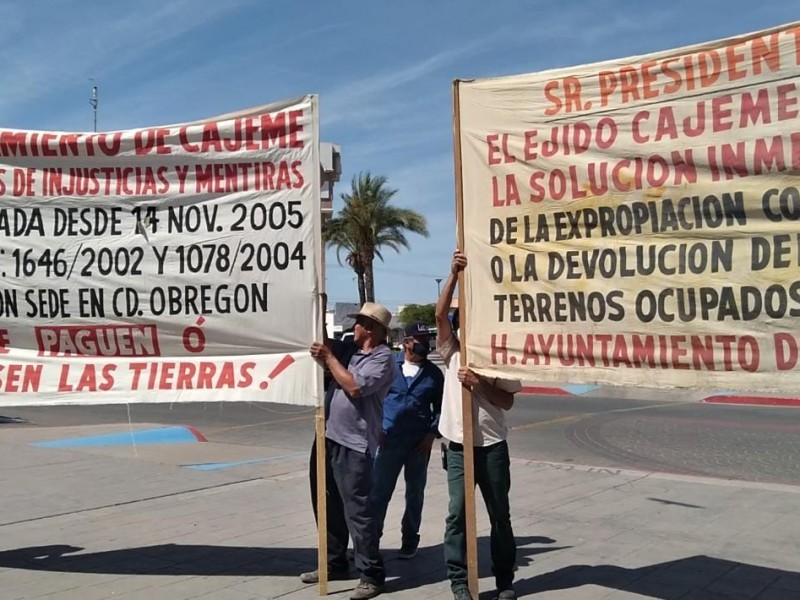 MIENTO DE CAJEME
S DE INJUSTICIAS Y MENTIRAS
ADA DESDE 14 NOV. 2005
: 1646/2002 Y 1078/2004
ON SEDE EN CD. OBREGON
E PAGUEN Ó
SEN LAS TIERRAS.!
SR. PRESIDENT
EL EJIDO CAJEME
LA SOLUCION INM
DE LA EXPROPIACION CO
O LA DEVOLUCION DE
TERRENOS OCUPADOS
H. AYUNTAMIENTO D